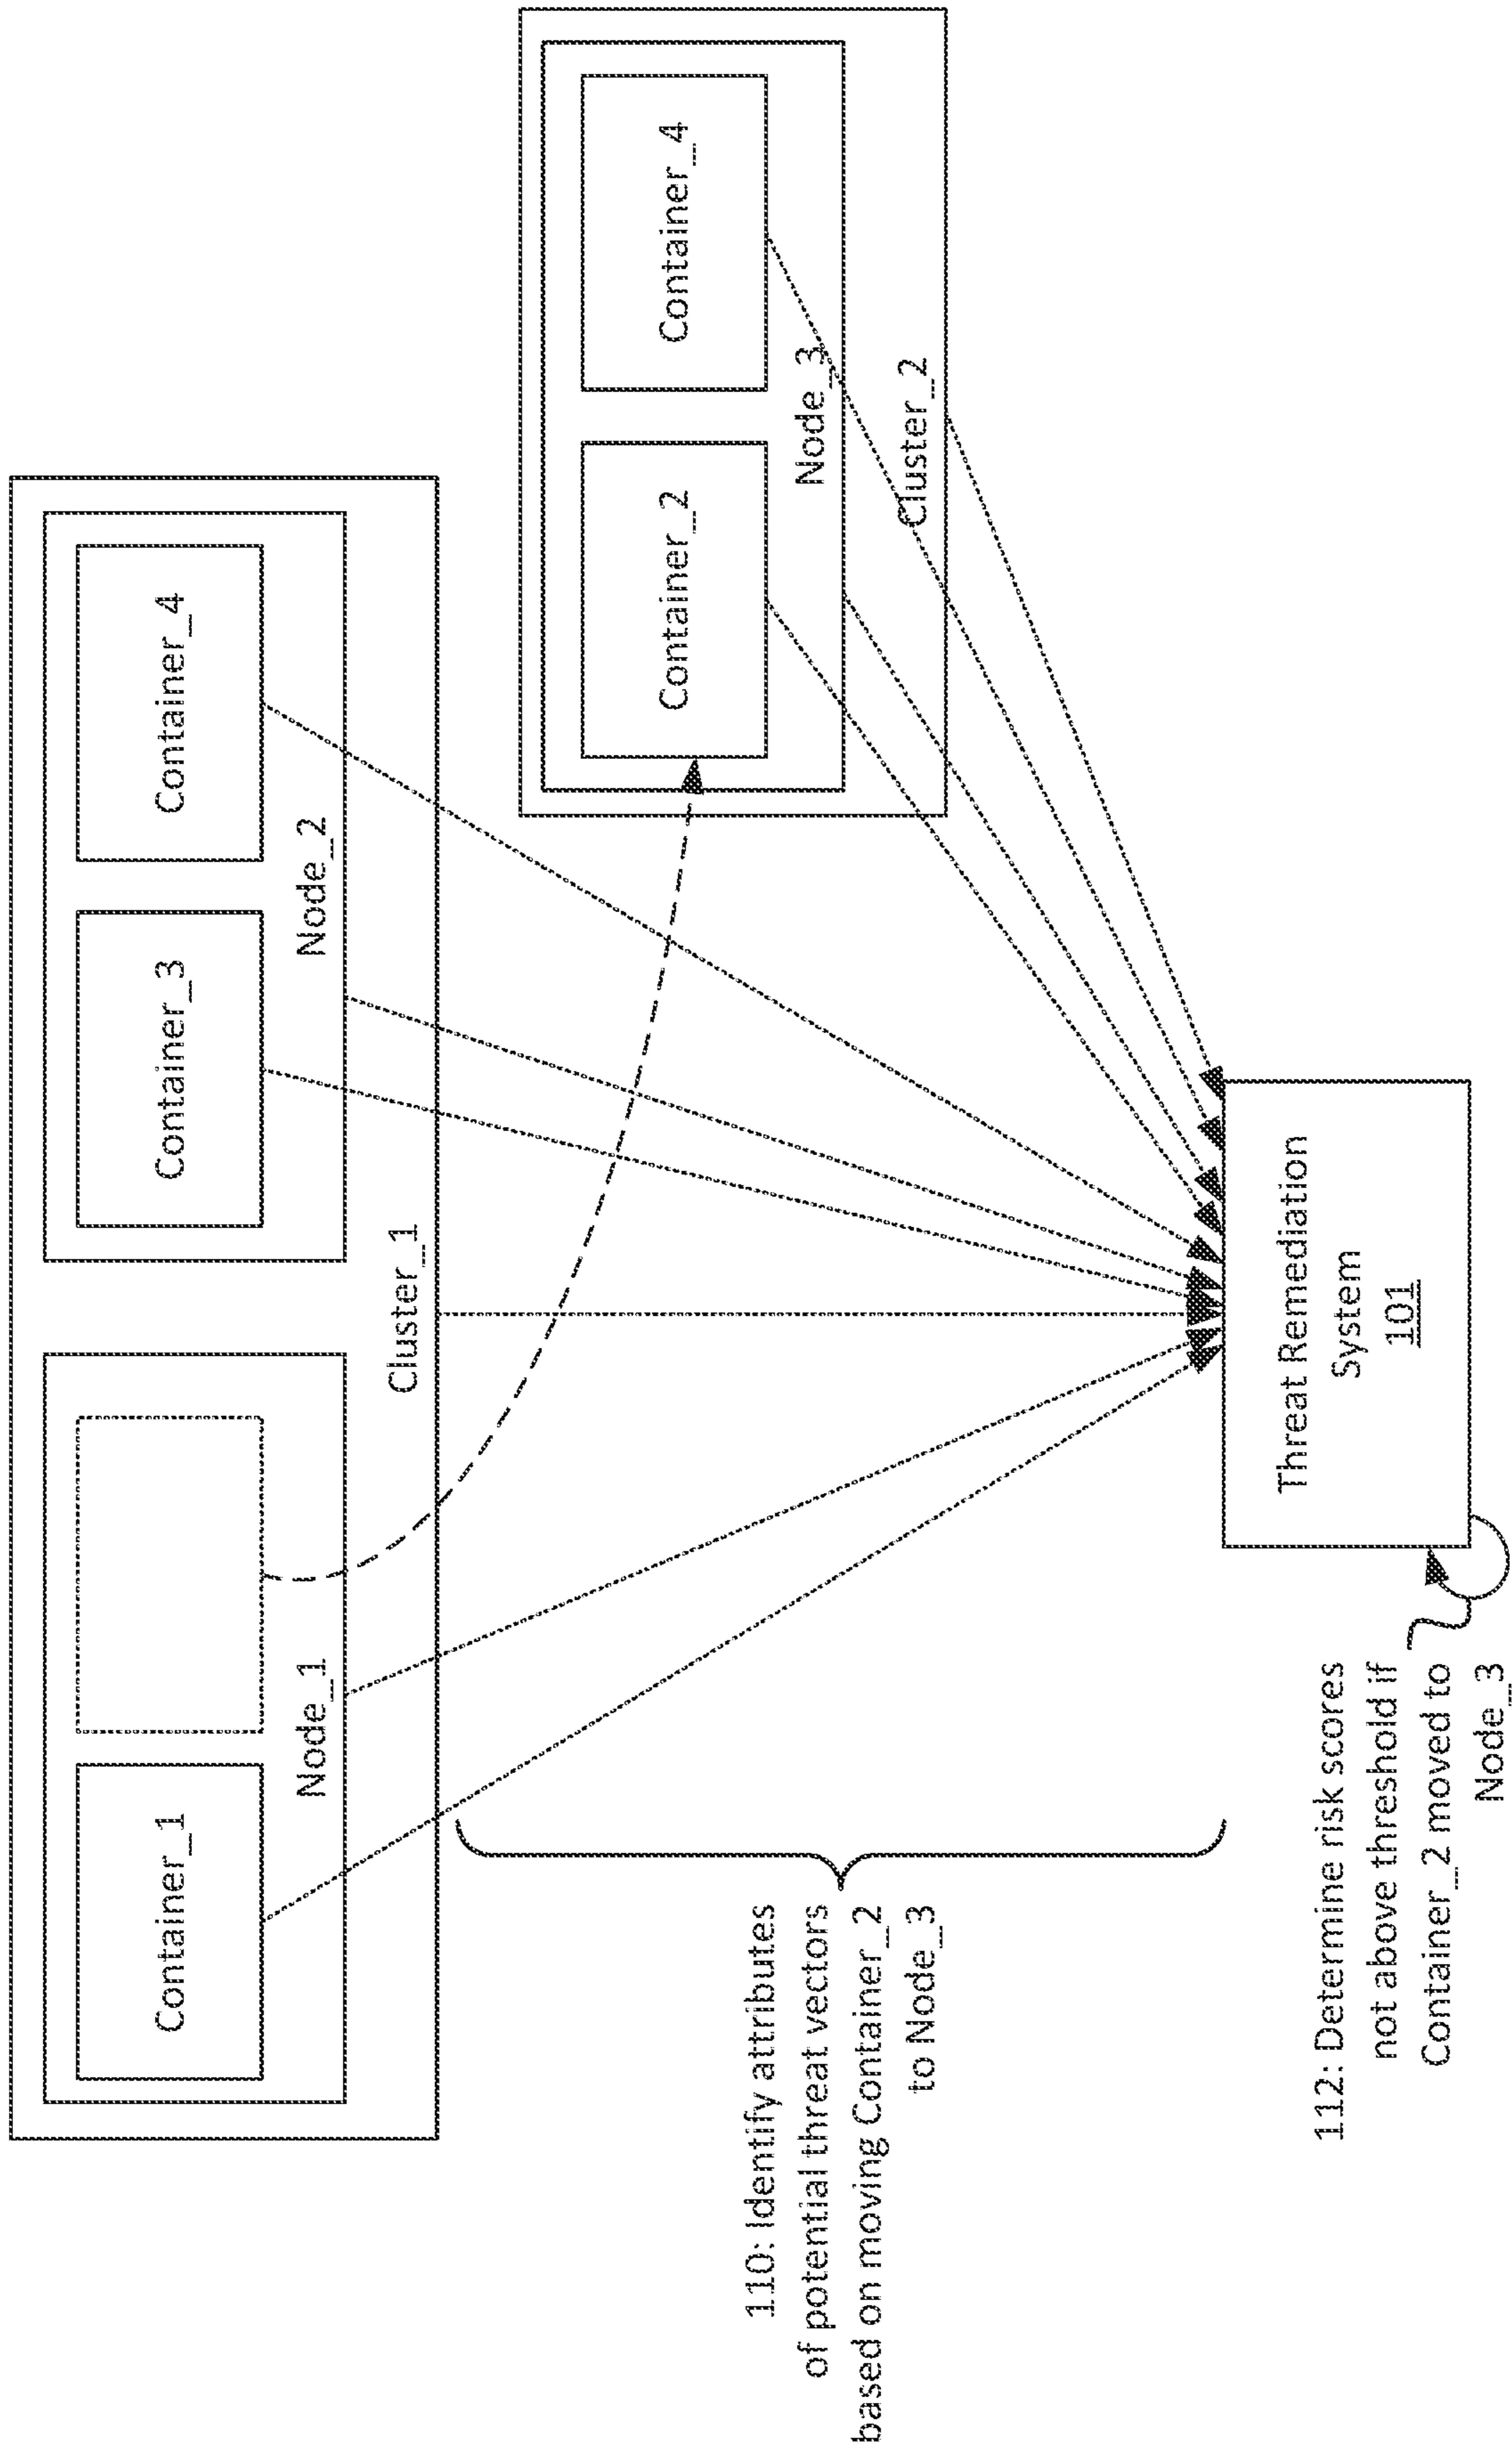 Container_1
Node_1
Container_3
Container_4
Node_2
Cluster_1
Container_2
Container_4
Node_3
Cluster_2
110: Identify attributes
of potential threat vectors
based on moving Container_2
to Node_3
Threat Remediation
System
101
112: Determine risk scores
not above threshold if
Container_2 moved to
Node_3